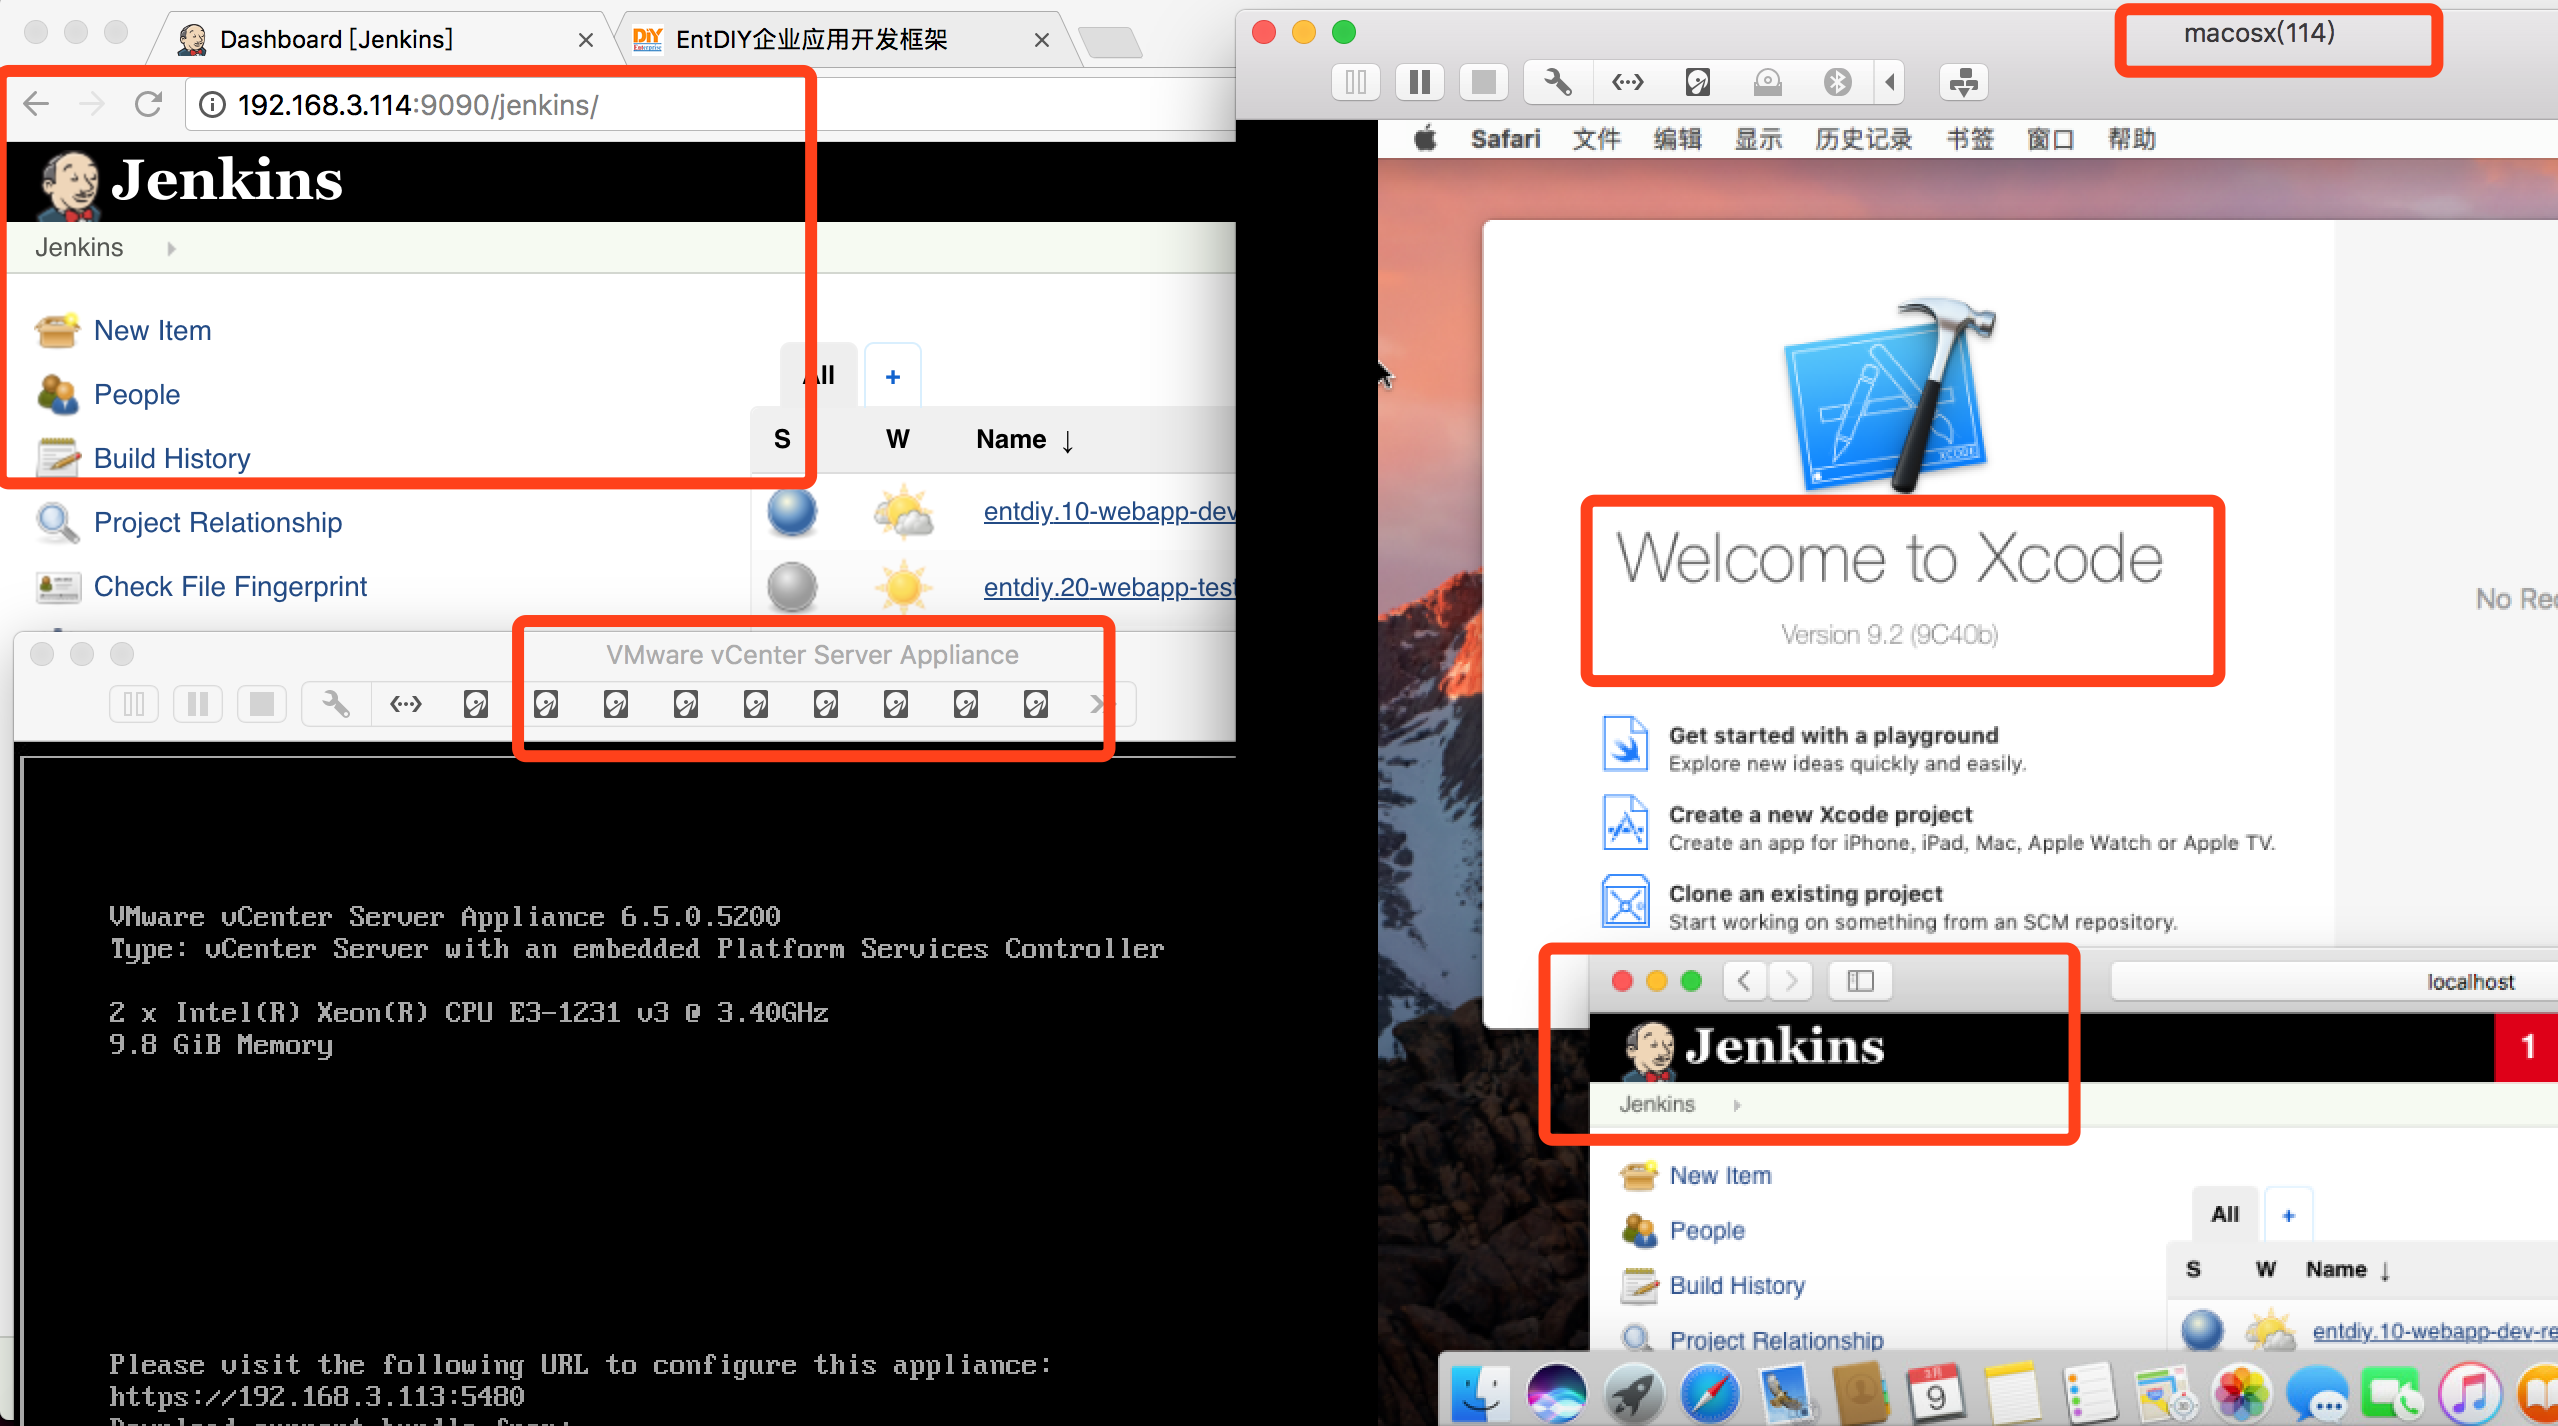 Dashboard [Jenkins]
EntDIY企业应用开发框架
192.168.3.114:9090/jenkins/
Jenkins
Jenkins
New Item
People
Build History
Project Relationship
Check File Fingerprint
All +
S W Name ↓
entdiy.10-webapp-dev
entdiy.20-webapp-test
VMware vCenter Server Appliance
VMware vCenter Server Appliance 6.5.0.5200
Type: vCenter Server with an embedded Platform Services Controller
2 x Intel(R) Xeon(R) CPU E3-1231 v3 @ 3.40GHz
9.8 GiB Memory
Please visit the following URL to configure this appliance:
https://192.168.3.113:5480
macosx(114)
Safari 文件 编辑 显示 历史记录 书签 窗口 帮助
Welcome to Xcode
Version 9.2 (9C40b)
No Rec
Get started with a playground
Explore new ideas quickly and easily.
Create a new Xcode project
Create an app for iPhone, iPad, Mac, Apple Watch or Apple TV.
Clone an existing project
Start working on something from an SCM repository.
localhost
Jenkins
1
Jenkins
New Item
People
Build History
Project Relationship
All +
S W Name ↓
entdiy.10-webapp-dev-re
3月
9